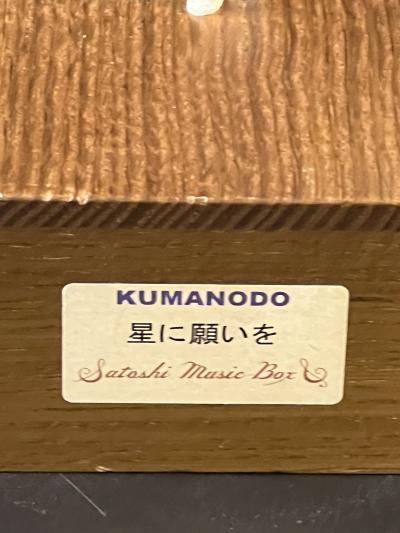 KUMANODO
星に願いを
Satoshi Music Box